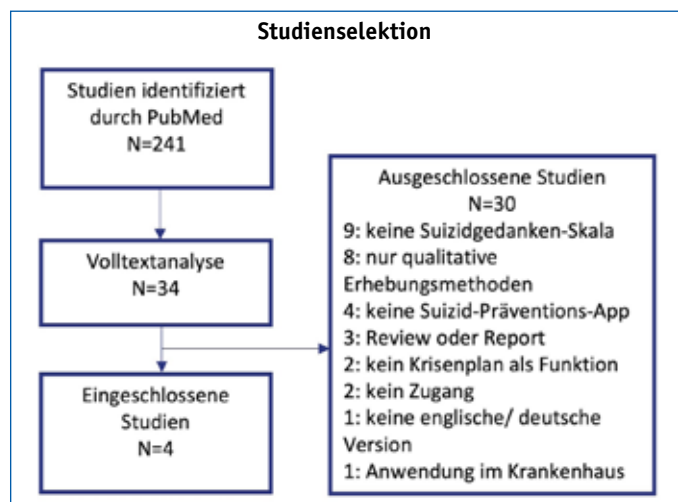 Studienselektion
Studien identifiziert
durch PubMed
N=241
Volltextanalyse
N=34
Eingeschlossene
Studien
N=4
Ausgeschlossene Studien
N=30
9: keine Suizidgedanken-Skala
8: nur qualitative
Erhebungsmethoden
4: keine Suizid-Präventions-App
3: Review oder Report
2: kein Krisenplan als Funktion
2: kein Zugang
1: keine englische/ deutsche
Version
1: Anwendung im Krankenhaus